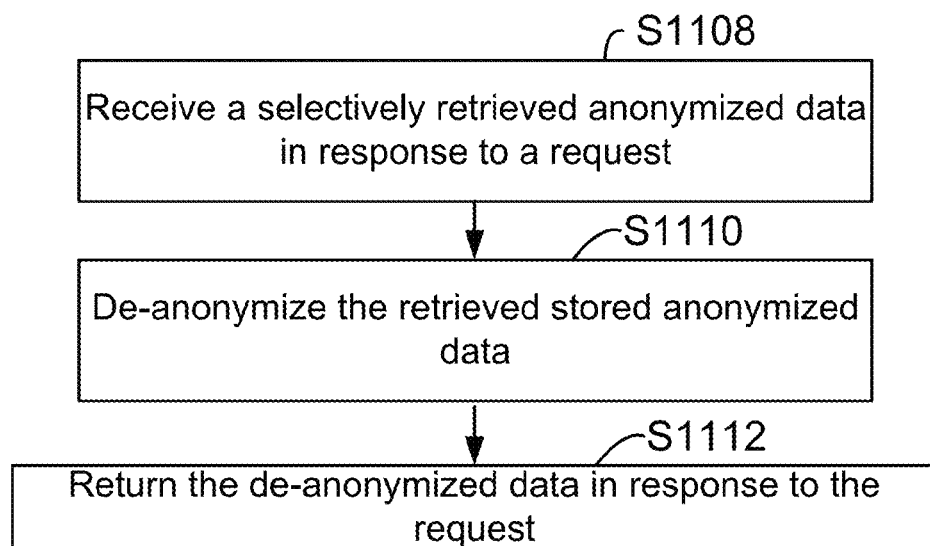 S1108
Receive a selectively retrieved anonymized data
in response to a request
S1110
De-anonymize the retrieved stored anonymized
data
S1112
Return the de-anonymized data in response to the
request